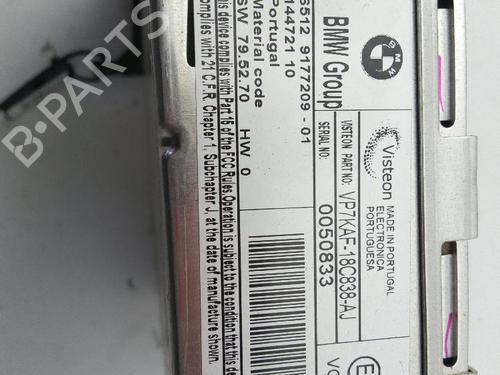 BMW
BMW Group
6512 9177209 - 01
144721 10
Portugal
Material code
SW 79.52.70 HW 0
This device complies with Part 15 of the FCC Rules.Operation is subject to the condition that this device
complies with 21 C.F.R. Chapter 1, Subchapter J, at the date of manufacture shown.
Visteon
MADE IN PORTUGAL
ELECTRONICA
PORTUGUESA
VISTEON PART NO: VP7KAF-18C838-AJ
SERIAL NO: 0050833
B-PARTS